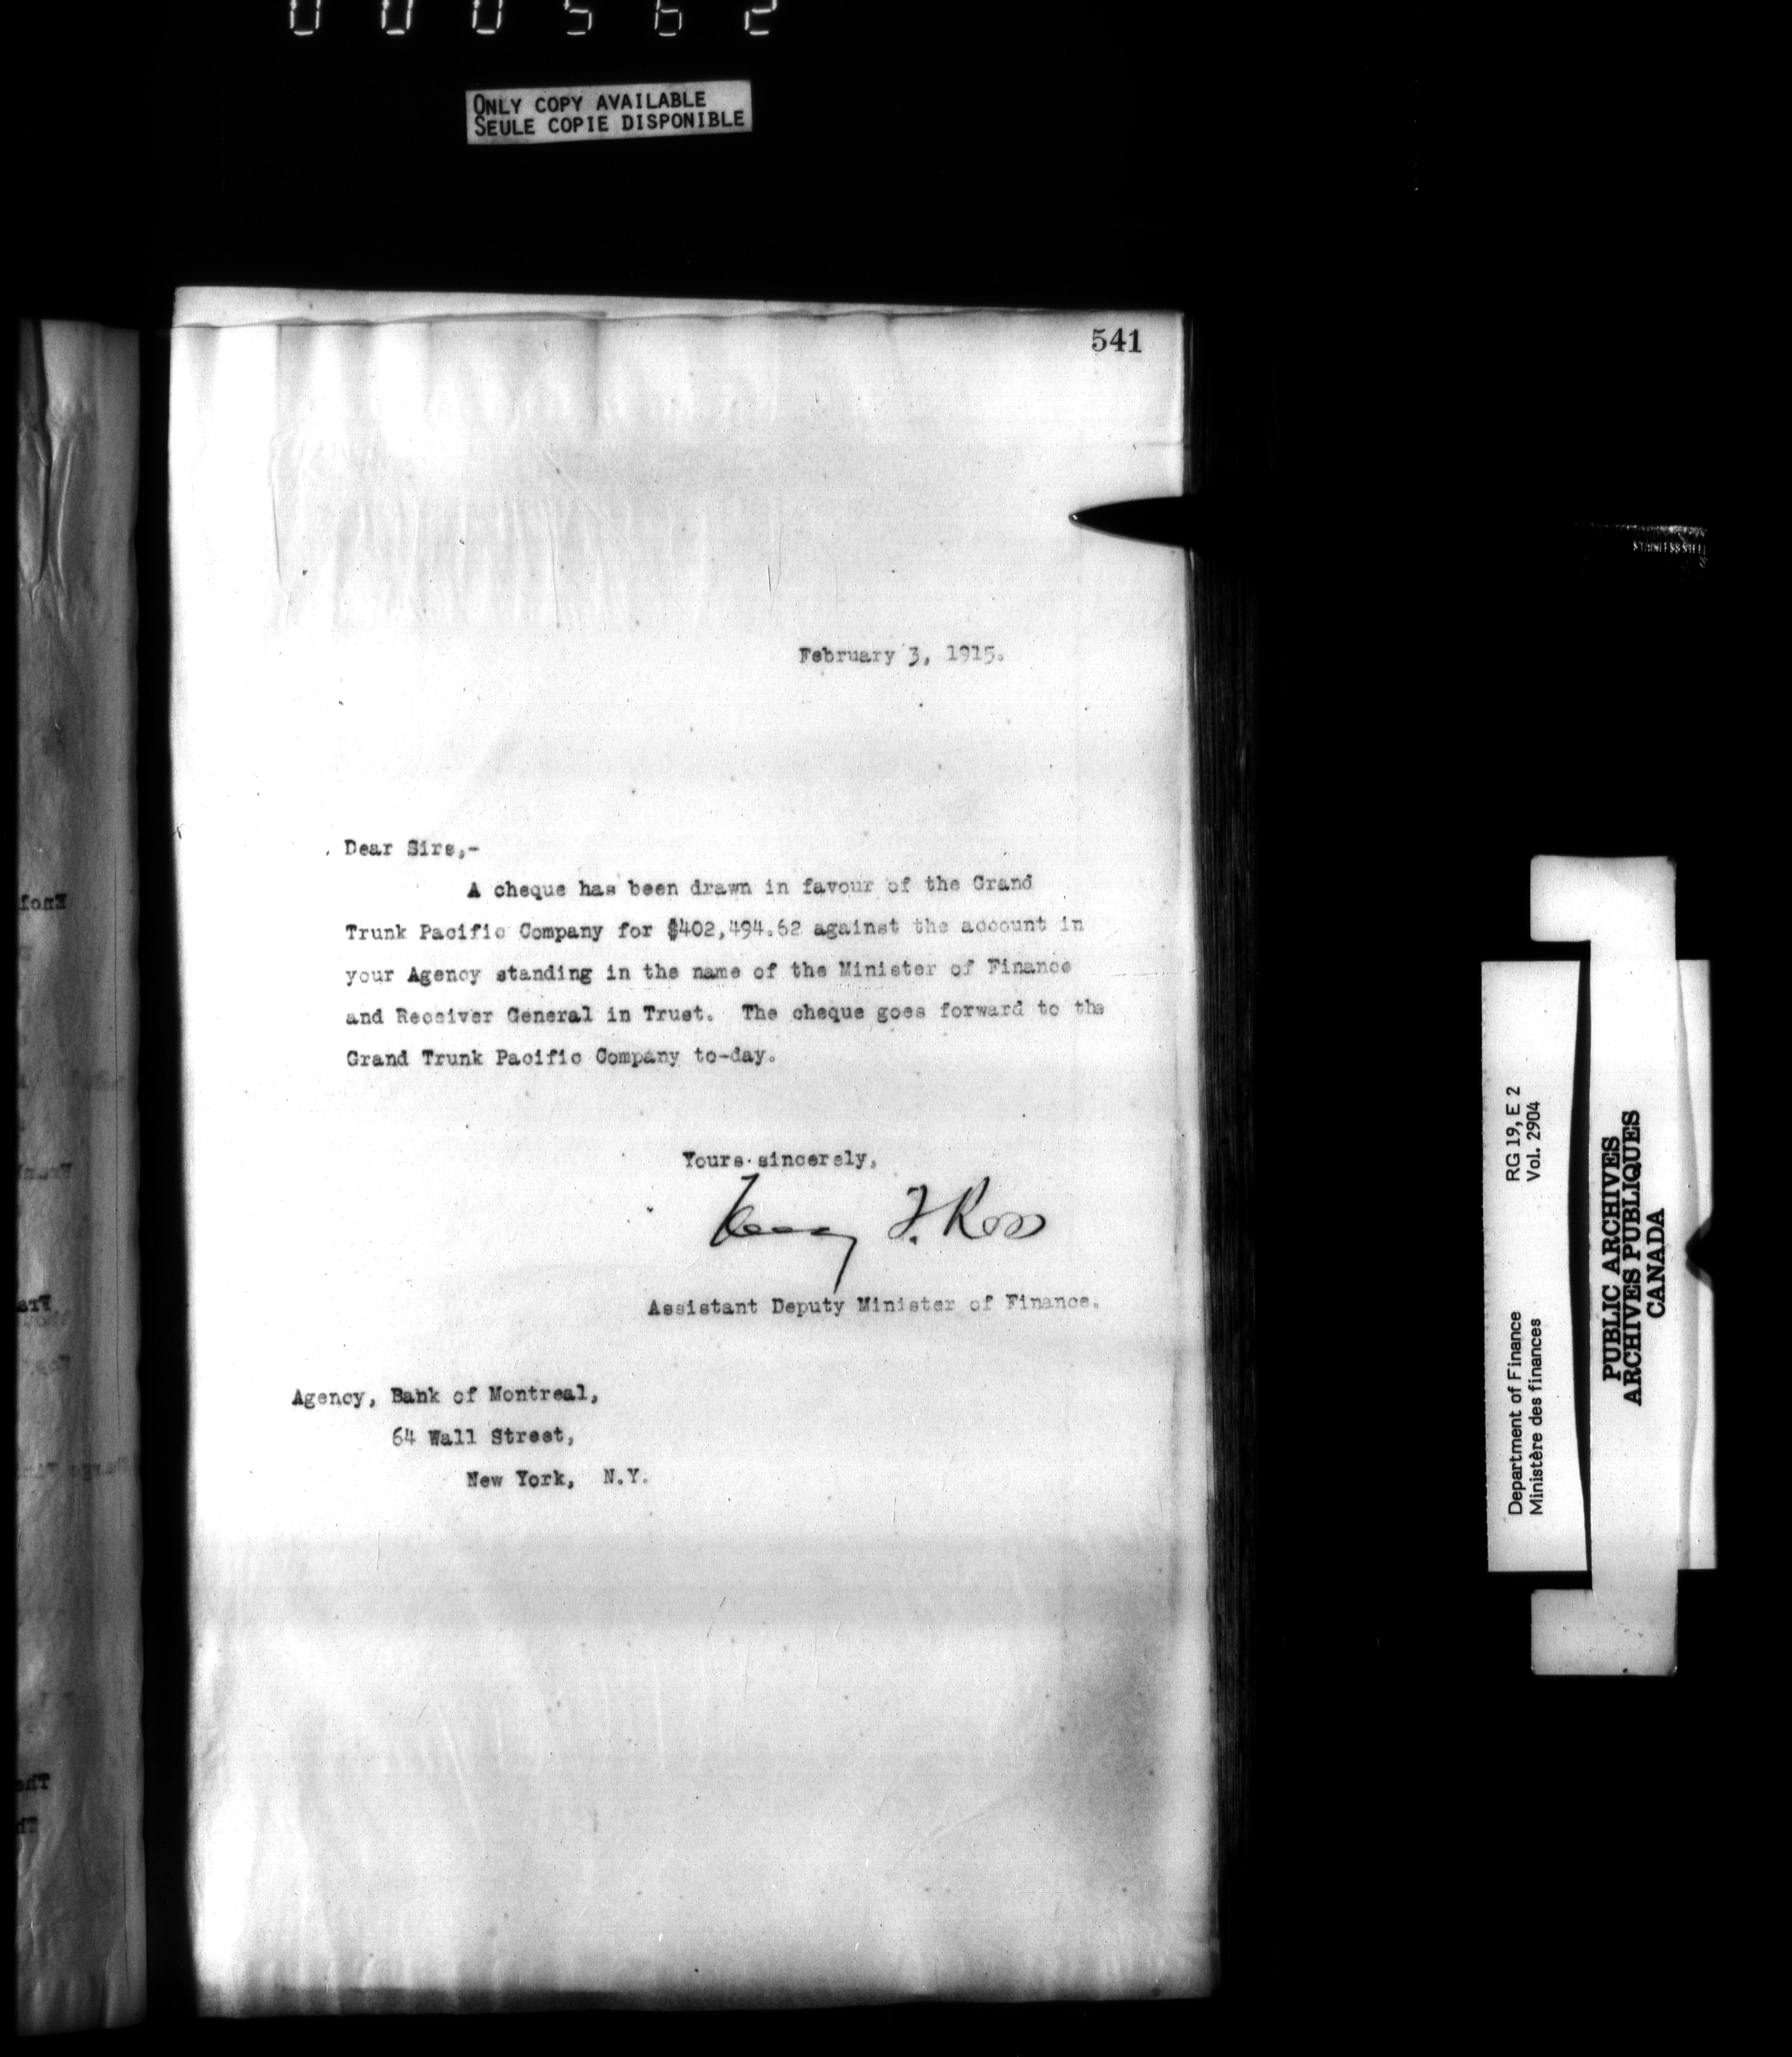 000562
ONLY COPY AVAILABLE
SEULE COPIE DISPONIBLE
541
February 3, 1915.
Dear Sirs,-
A cheque has been drawn in favour of the Grand
Trunk Pacific Company for $402,494.62 against the account in
your Agency standing in the name of the Minister of Finance
and Receiver General in Trust. The cheque goes forward to the
Grand Trunk Pacific Company to-day.
Yours sincerely,
Ross
Assistant Deputy Minister of Finance.
Agency, Bank of Montreal,
64 Wall Street,
New York, N.Y.
Department of Finance RG 19, E 2
Ministère des finances Vol. 2904
PUBLIC ARCHIVES
ARCHIVES PUBLIQUES
CANADA